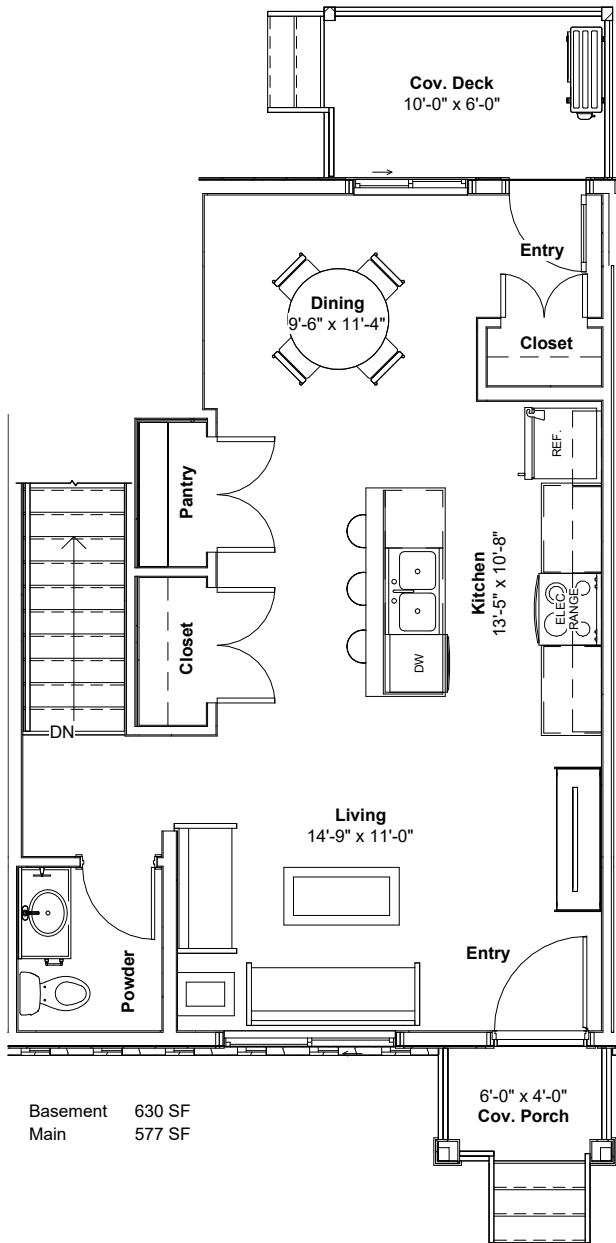 Cov. Deck
10'-0" x 6'-0"
Entry
Dining
9'-6" x 11'-4"
Closet
REF.
Pantry
Kitchen
13'-5" x 10'-8"
ELEC.
RANGE
Closet
DW
DN
Living
14'-9" x 11'-0"
Entry
Powder
6'-0" x 4'-0"
Cov. Porch
Basement 630 SF
Main 577 SF